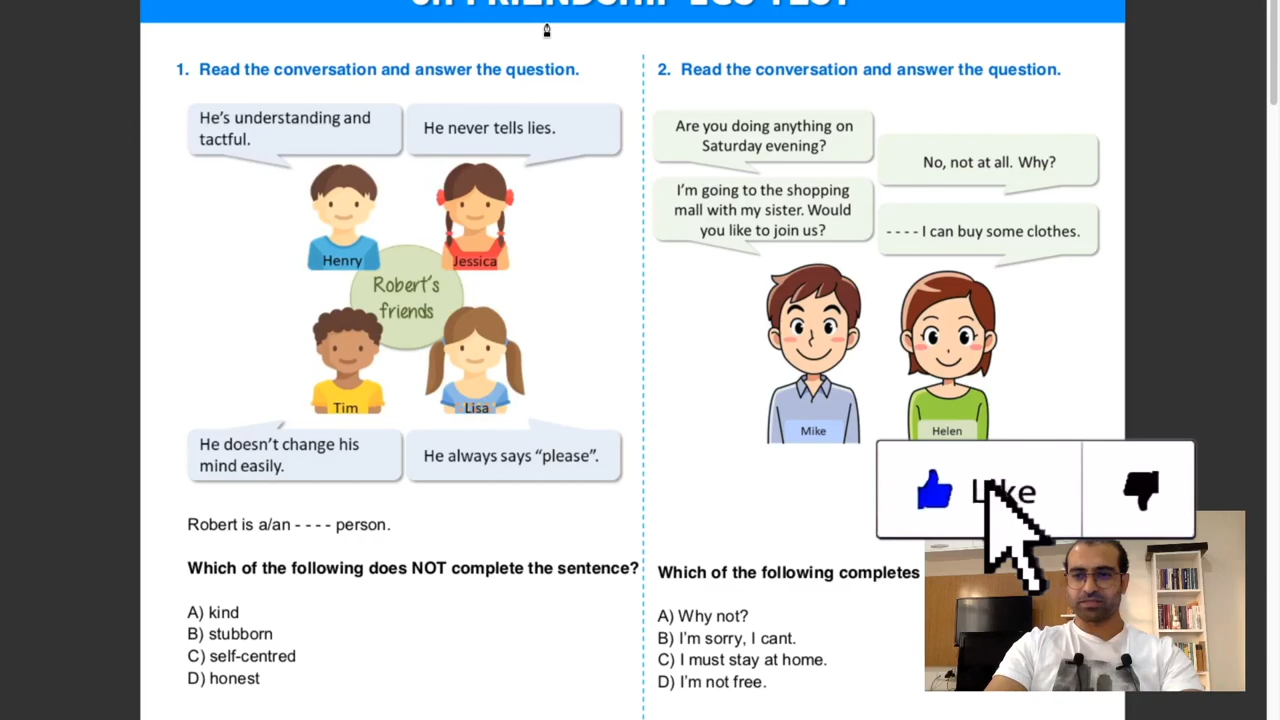 8.1 FRIENDSHIP LGS TEST
1. Read the conversation and answer the question.
He's understanding and
tactful.
He never tells lies.
Henry
Jessica
Robert's
friends
Tim
Lisa
He doesn't change his
mind easily.
He always says "please".
Robert is a/an - - - - person.
Which of the following does NOT complete the sentence?
A) kind
B) stubborn
C) self-centred
D) honest
2. Read the conversation and answer the question.
Are you doing anything on
Saturday evening?
No, not at all. Why?
I'm going to the shopping
mall with my sister. Would
you like to join us?
- - - - I can buy some clothes.
Mike
Helen
Like
Which of the following completes
A) Why not?
B) I'm sorry, I cant.
C) I must stay at home.
D) I'm not free.